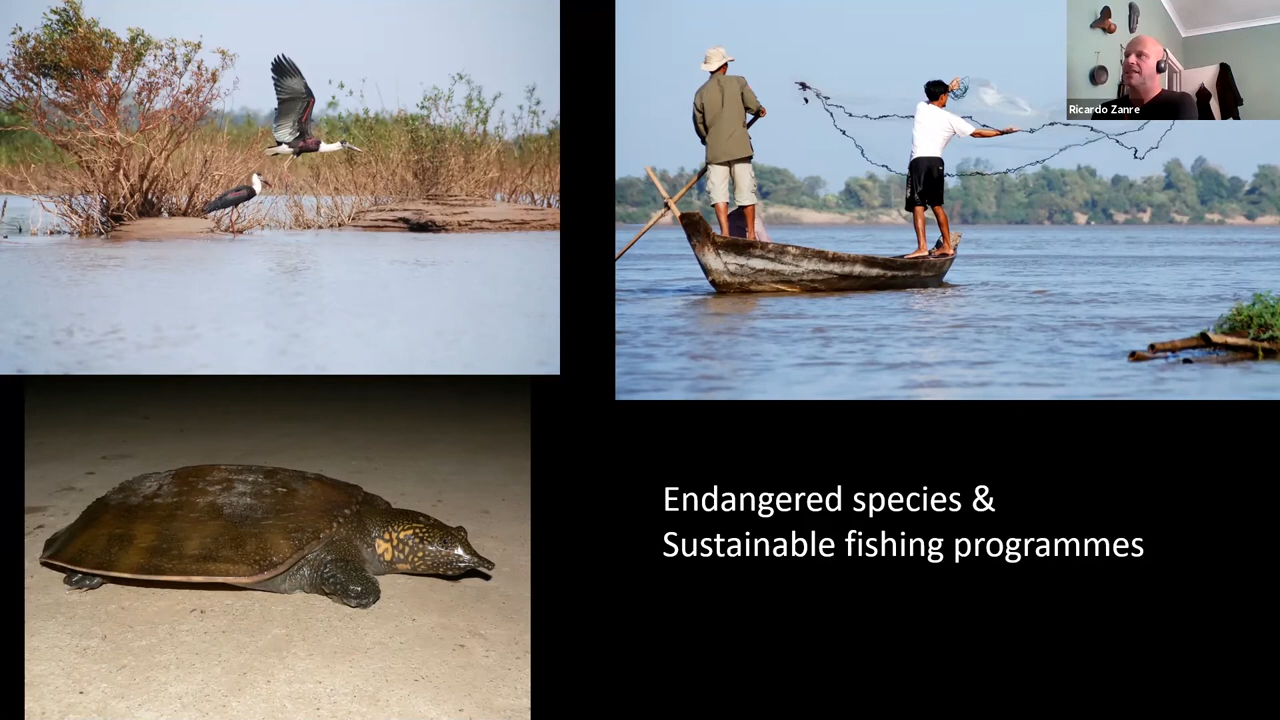 Ricardo Zanre
Endangered species &
Sustainable fishing programmes